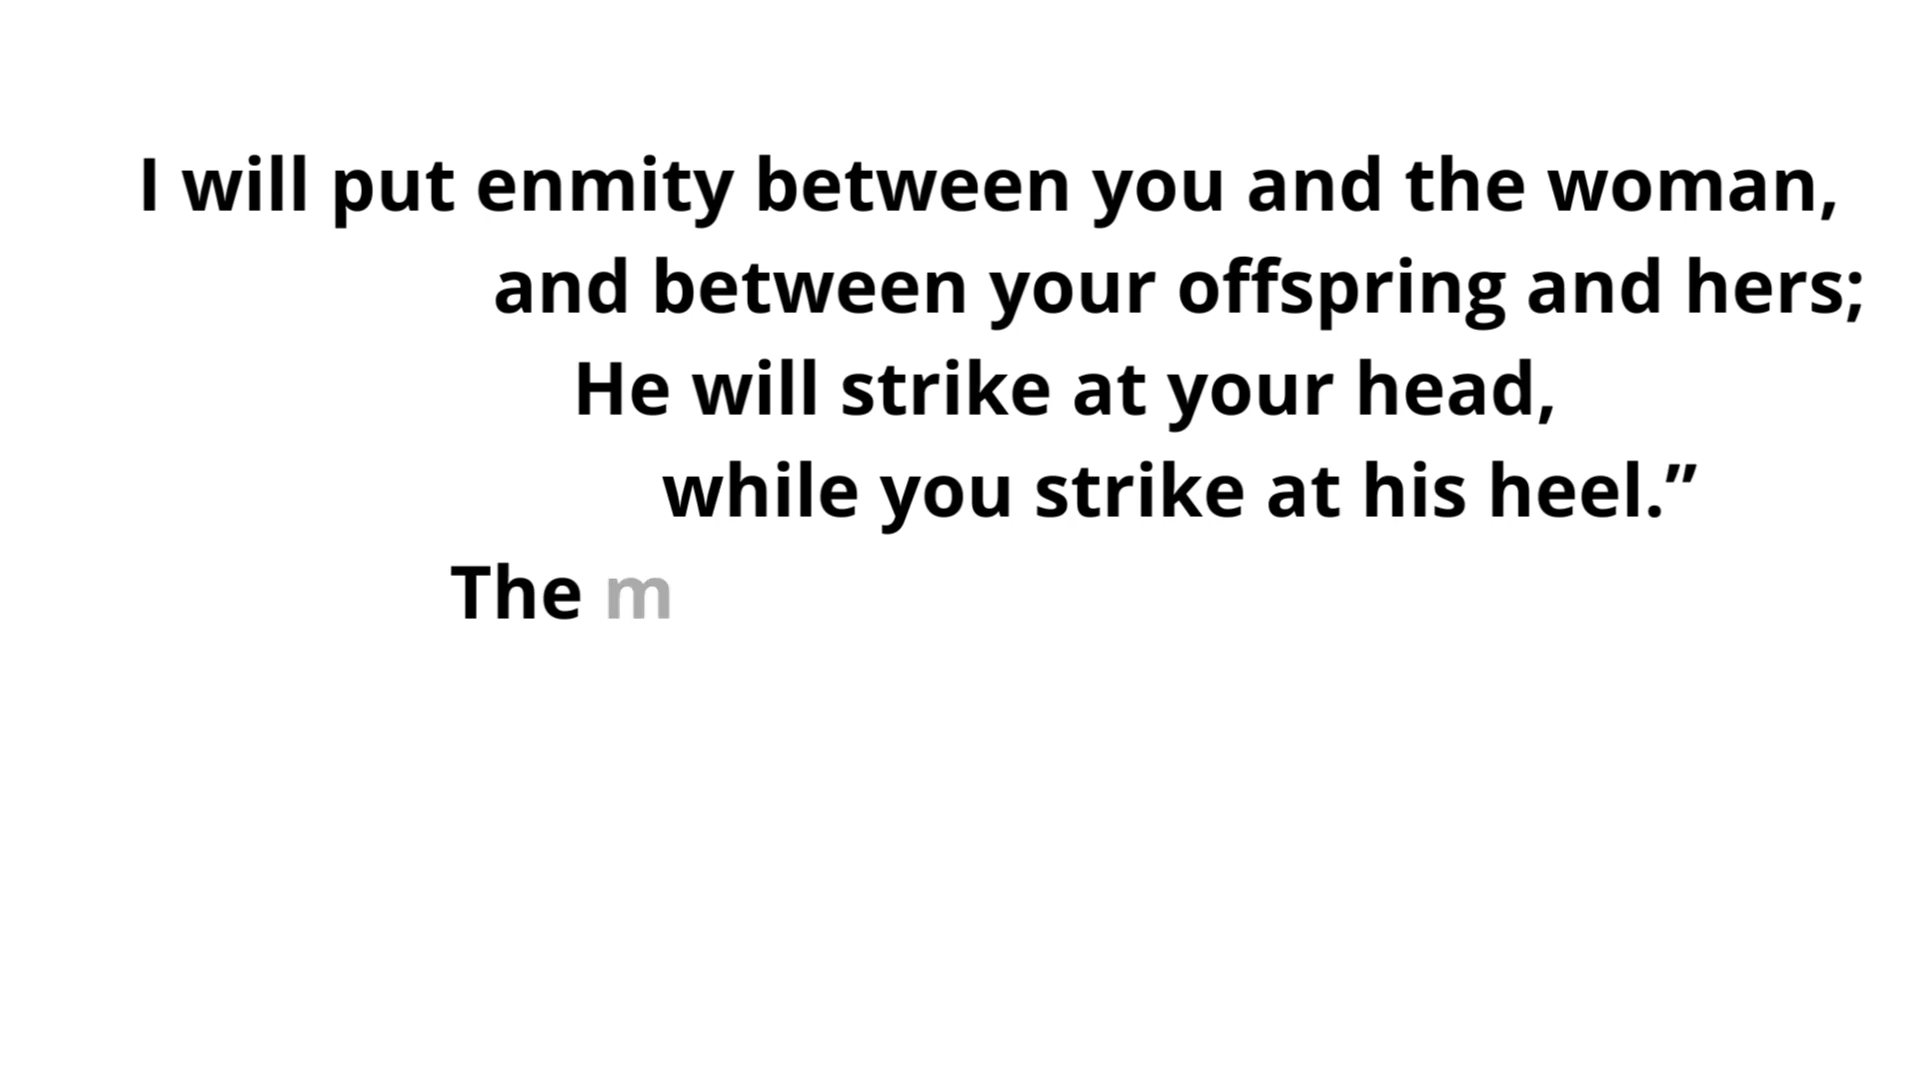 I will put enmity between you and the woman,
and between your offspring and hers;
He will strike at your head,
while you strike at his heel.”
The m